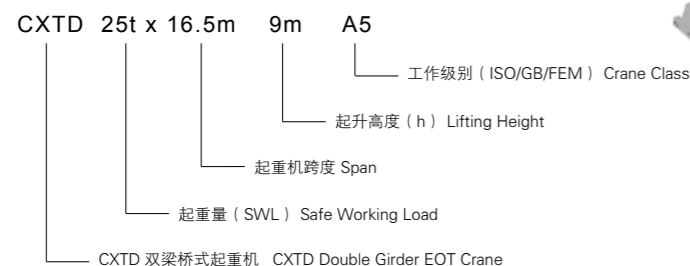 CXTD 25t x 16.5m 9m A5
工作级别（ISO/GB/FEM） Crane Class
起升高度（h） Lifting Height
起重机跨度 Span
起重量（SWL） Safe Working Load
CXTD 双梁桥式起重机 CXTD Double Girder EOT Crane